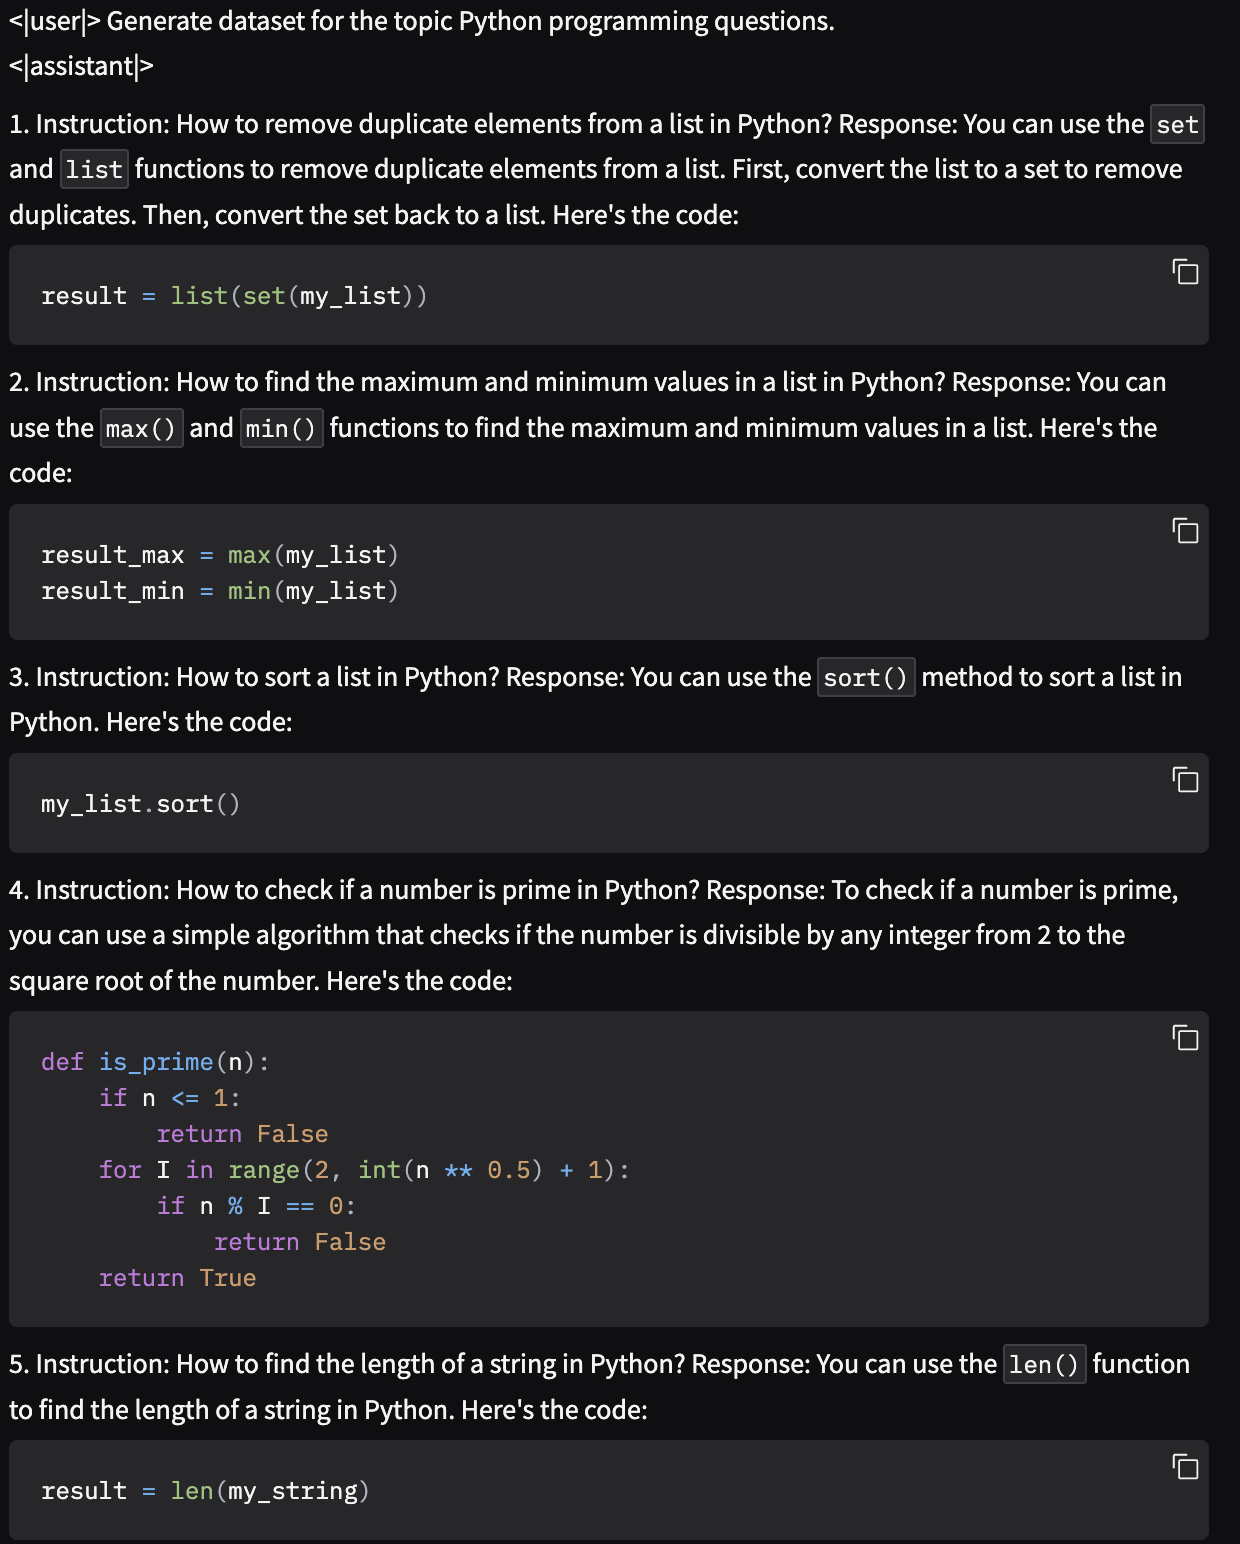 <|user|> Generate dataset for the topic Python programming questions.
<|assistant|>
1. Instruction: How to remove duplicate elements from a list in Python? Response: You can use the set
and list functions to remove duplicate elements from a list. First, convert the list to a set to remove
duplicates. Then, convert the set back to a list. Here's the code:
result = list(set(my_list))
2. Instruction: How to find the maximum and minimum values in a list in Python? Response: You can
use the max() and min() functions to find the maximum and minimum values in a list. Here's the
code:
result_max = max(my_list)
result_min = min(my_list)
3. Instruction: How to sort a list in Python? Response: You can use the sort() method to sort a list in
Python. Here's the code:
my_list.sort()
4. Instruction: How to check if a number is prime in Python? Response: To check if a number is prime,
you can use a simple algorithm that checks if the number is divisible by any integer from 2 to the
square root of the number. Here's the code:
def is_prime(n):
    if n <= 1:
        return False
    for I in range(2, int(n ** 0.5) + 1):
        if n % I == 0:
            return False
    return True
5. Instruction: How to find the length of a string in Python? Response: You can use the len() function
to find the length of a string in Python. Here's the code:
result = len(my_string)